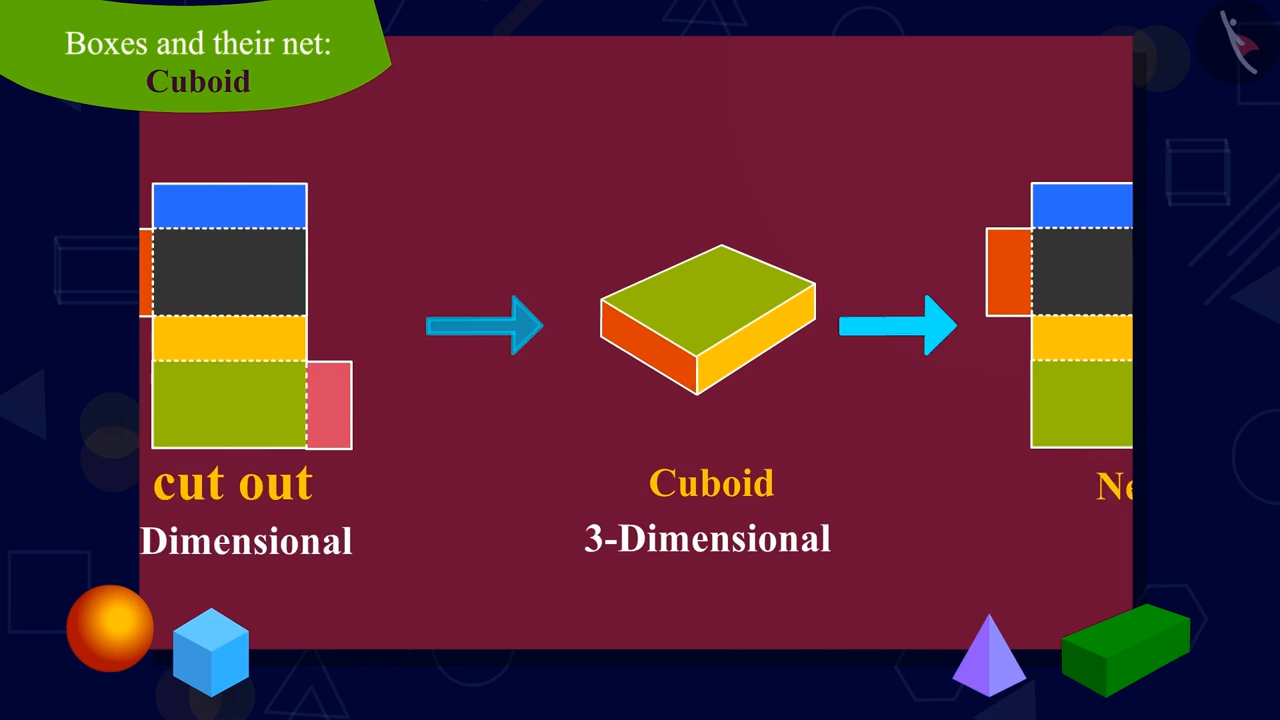 Boxes and their net:
Cuboid
cut out
Dimensional
Cuboid
3-Dimensional